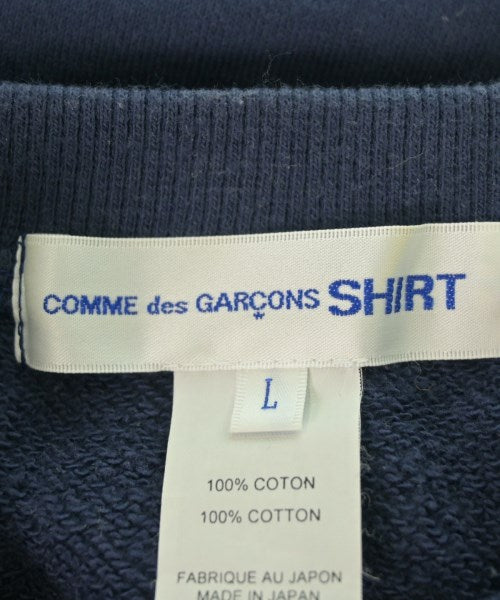 COMME des GARÇONS SHIRT
L
100% COTON
100% COTTON
FABRIQUE AU JAPON
MADE IN JAPAN